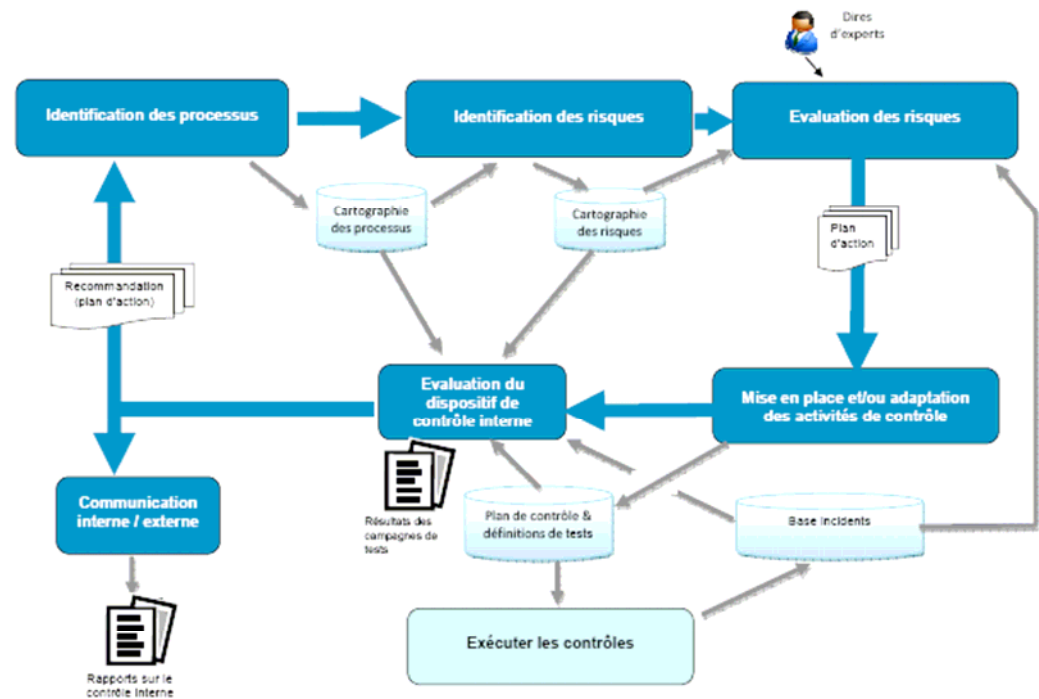 Dires
d'experts
Identification des processus
Identification des risques
Evaluation des risques
Cartographie
des processus
Cartographie
des risques
Plan
d'action
Recommandation
(plan d'action)
Evaluation du
dispositif de
contrôle interne
Mise en place et/ou adaptation
des activités de contrôle
Communication
interne / externe
Résultats des
campagnes de
tests
Plan de contrôle &
définitions de tests
Base incidents
Exécuter les contrôles
Rapports sur le
contrôle interne